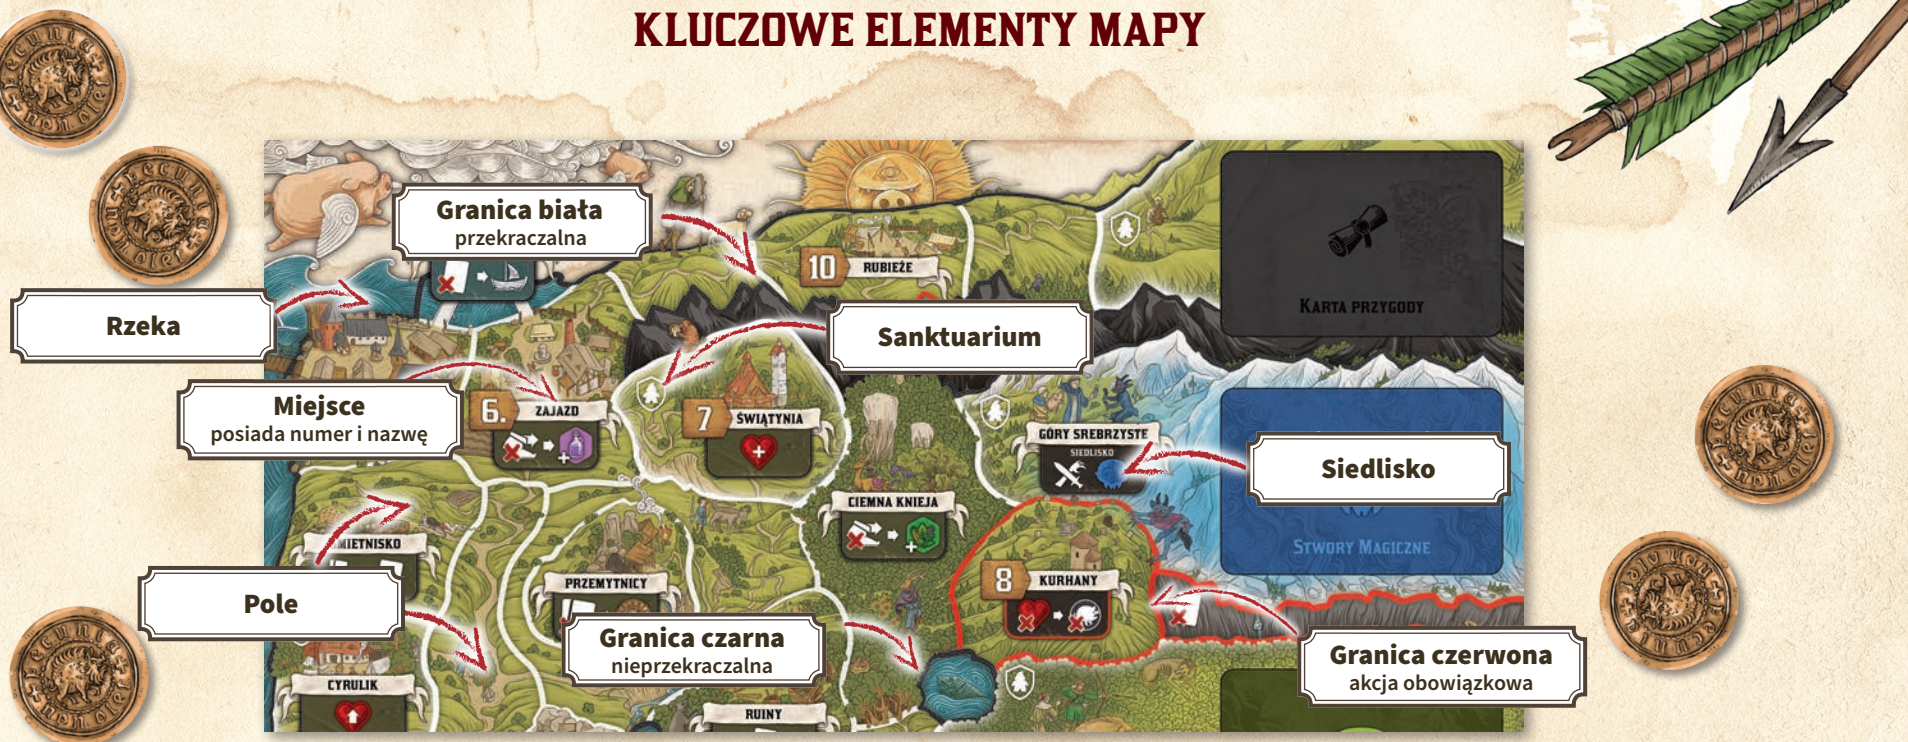 KLUCZOWE ELEMENTY MAPY
Granica biała
przekraczalna
10 RUBIEŻE
KARTA PRZYGODY
Rzeka
Sanktuarium
Miejsce
posiada numer i nazwę
6. ZAJAZD
7 ŚWIĄTYNIA
GÓRY SREBRZYSTE
SIEDLISKO
Siedlisko
CIEMNA KNIEJA
MIETNISKO
STWORY MAGICZNE
Pole
PRZEMYTNICY
8 KURHANY
Granica czarna
nieprzekraczalna
Granica czerwona
akcja obowiązkowa
CYRULIK
RUINY